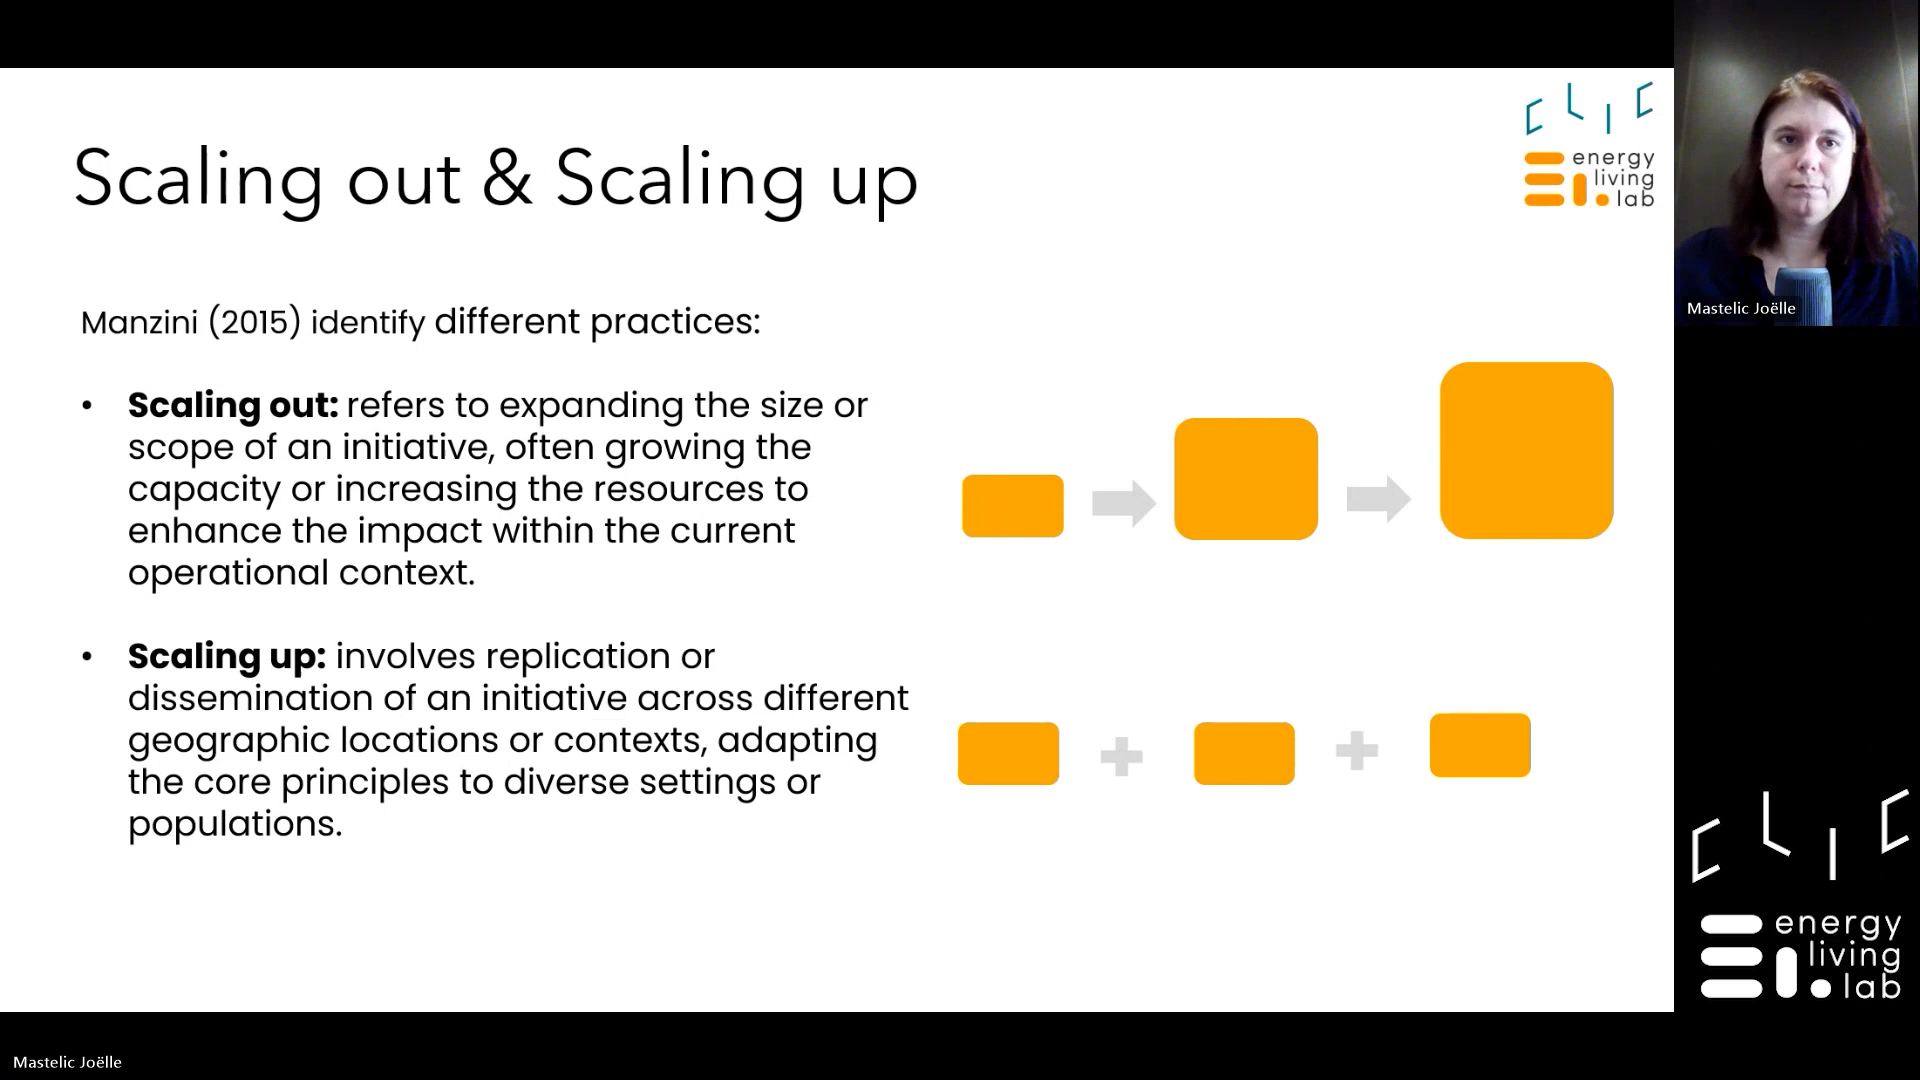 Scaling out & Scaling up
Manzini (2015) identify different practices:
• Scaling out: refers to expanding the size or
scope of an initiative, often growing the
capacity or increasing the resources to
enhance the impact within the current
operational context.
• Scaling up: involves replication or
dissemination of an initiative across different
geographic locations or contexts, adapting
the core principles to diverse settings or
populations.
CLIC
energy
living
lab
Mastelic Joëlle
CLIC
energy
living
lab
Mastelic Joëlle